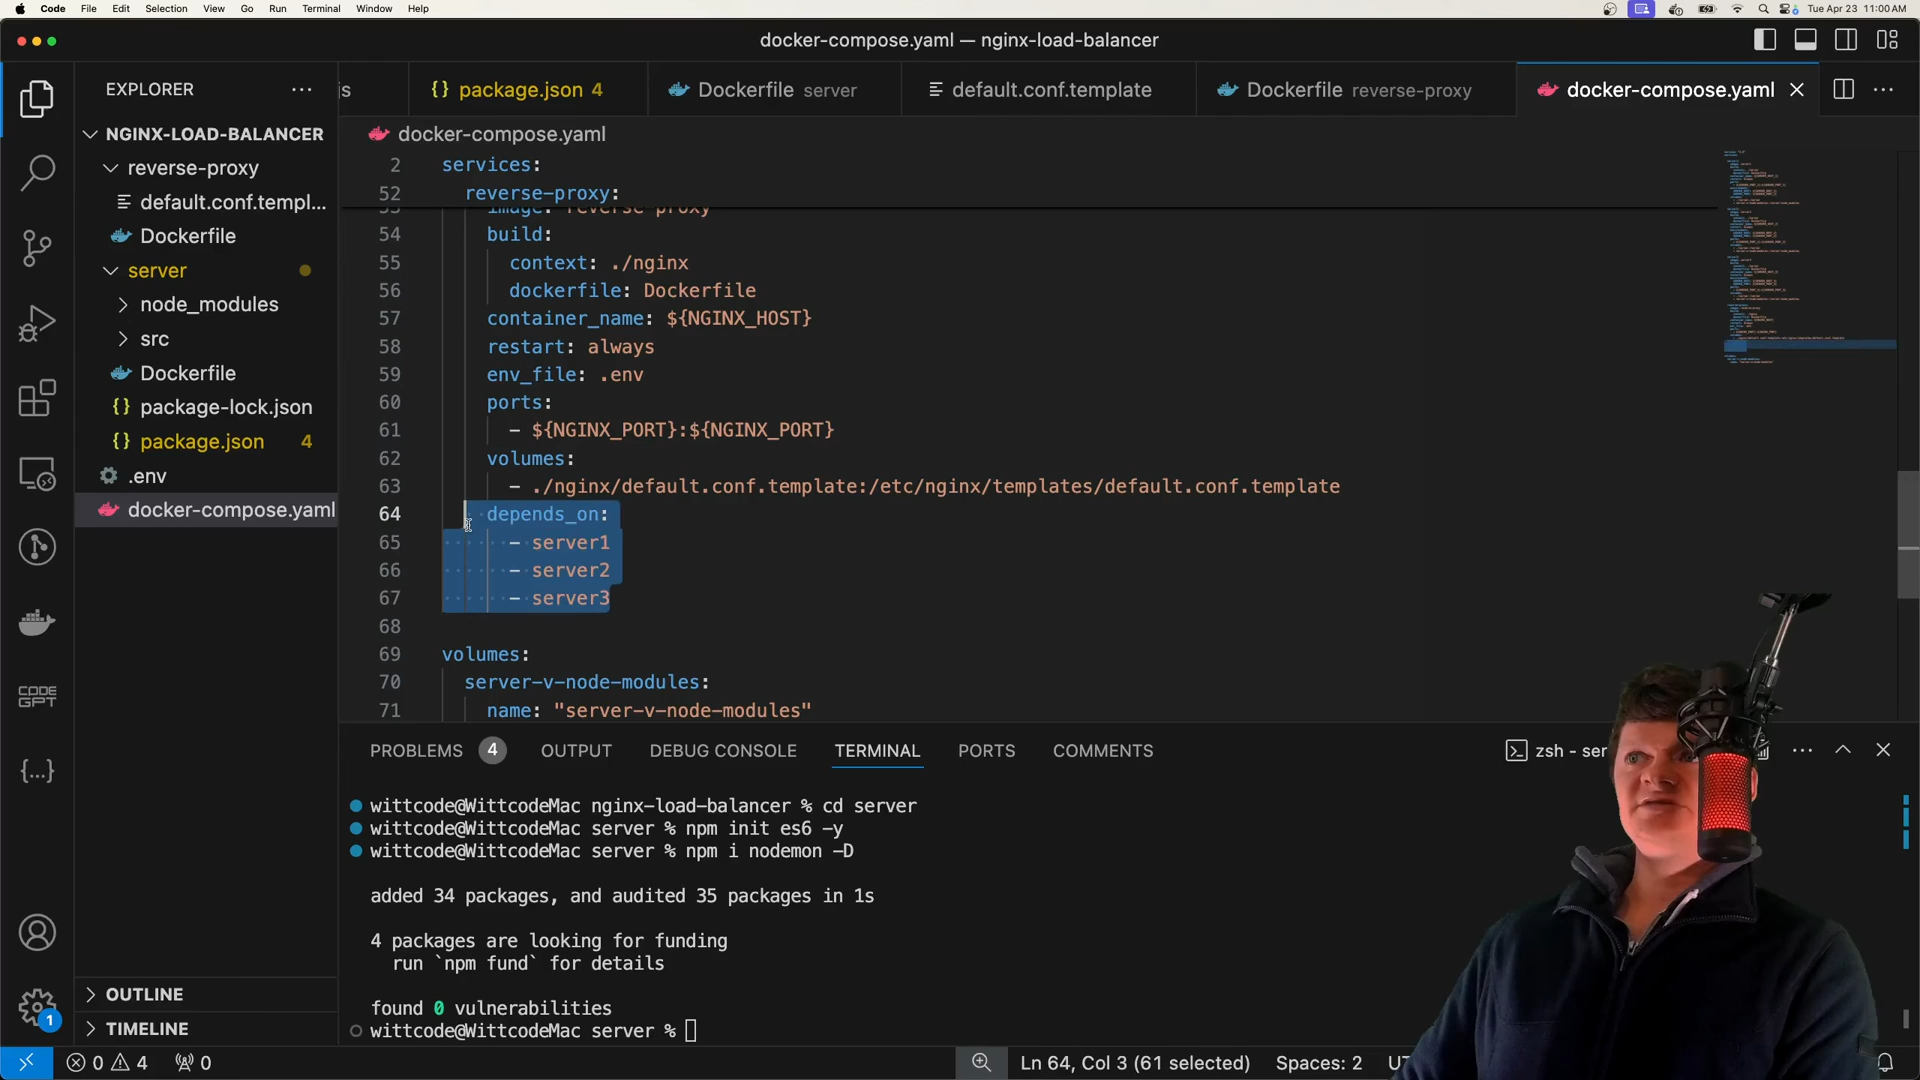 Code File Edit Selection View Go Run Terminal Window Help
Tue Apr 23 11:00 AM
docker-compose.yaml — nginx-load-balancer
EXPLORER
js
package.json 4
Dockerfile server
default.conf.template
Dockerfile reverse-proxy
docker-compose.yaml
NGINX-LOAD-BALANCER
reverse-proxy
default.conf.templ...
Dockerfile
server
node_modules
src
Dockerfile
package-lock.json
package.json 4
.env
docker-compose.yaml
OUTLINE
TIMELINE
CODE
GPT
1
docker-compose.yaml
2 services:
52 reverse-proxy:
53 image: reverse-proxy
54 build:
55 context: ./nginx
56 dockerfile: Dockerfile
57 container_name: ${NGINX_HOST}
58 restart: always
59 env_file: .env
60 ports:
61 - ${NGINX_PORT}:${NGINX_PORT}
62 volumes:
63 - ./nginx/default.conf.template:/etc/nginx/templates/default.conf.template
64 depends_on:
65 - server1
66 - server2
67 - server3
68
69 volumes:
70 server-v-node-modules:
71 name: "server-v-node-modules"
PROBLEMS 4 OUTPUT DEBUG CONSOLE TERMINAL PORTS COMMENTS
zsh - ser
wittcode@WittcodeMac nginx-load-balancer % cd server
wittcode@WittcodeMac server % npm init es6 -y
wittcode@WittcodeMac server % npm i nodemon -D
added 34 packages, and audited 35 packages in 1s
4 packages are looking for funding
run `npm fund` for details
found 0 vulnerabilities
wittcode@WittcodeMac server %
0 4 0
Ln 64, Col 3 (61 selected) Spaces: 2